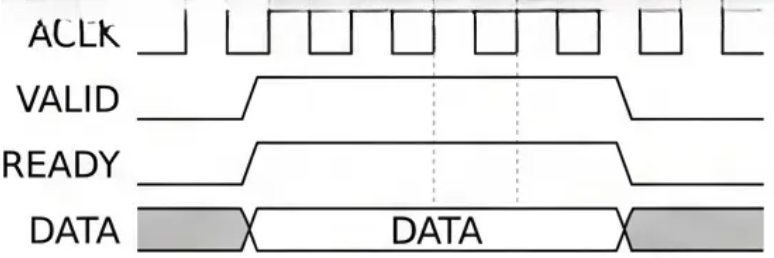 ACLK
VALID
READY
DATA DATA